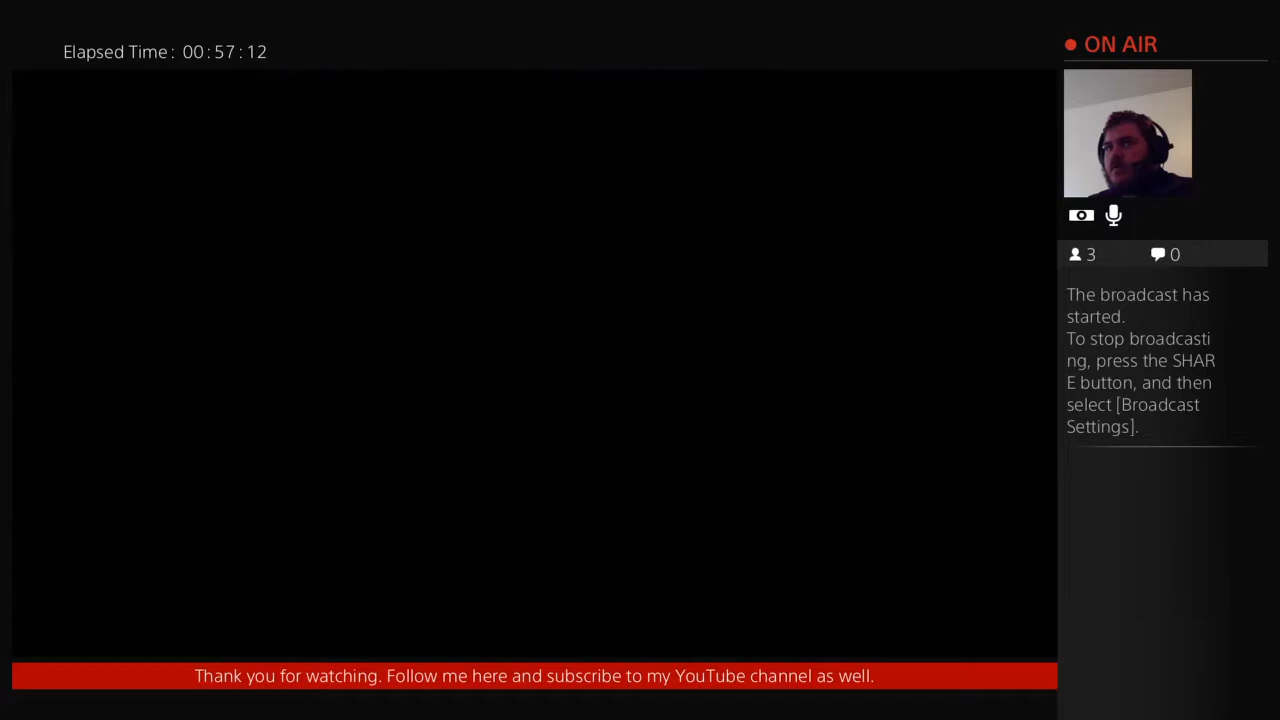 Elapsed Time: 00:57:12
ON AIR
3
0
The broadcast has
started.
To stop broadcasti
ng, press the SHAR
E button, and then
select [Broadcast
Settings].
Thank you for watching. Follow me here and subscribe to my YouTube channel as well.